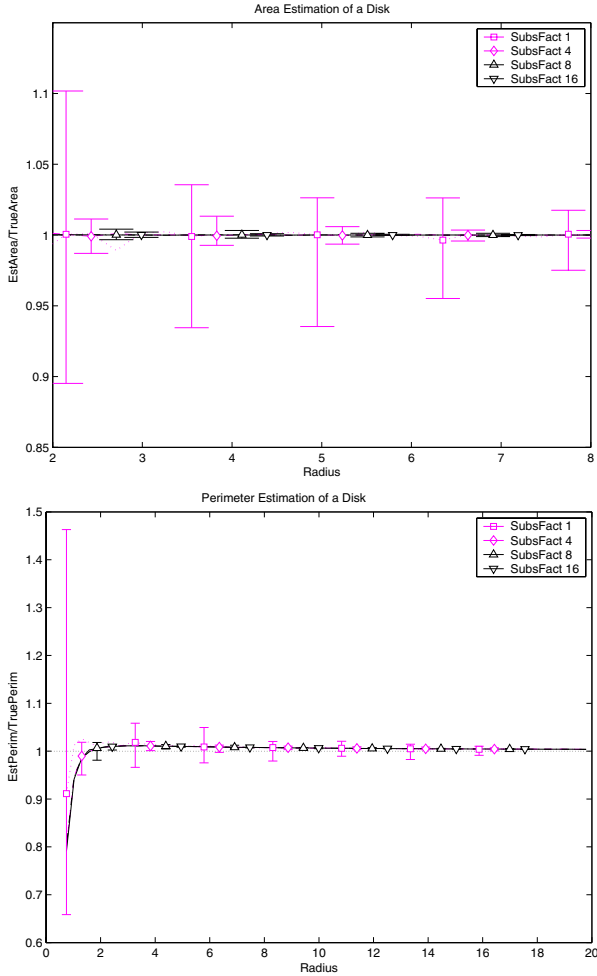 Area Estimation of a Disk
SubsFact 1
SubsFact 4
SubsFact 8
SubsFact 16
EstArea/TrueArea
1.1
1.05
1
0.95
0.9
0.85
2 3 4 5 6 7 8
Radius
Perimeter Estimation of a Disk
SubsFact 1
SubsFact 4
SubsFact 8
SubsFact 16
EstPerim/TruePerim
1.5
1.4
1.3
1.2
1.1
1
0.9
0.8
0.7
0.6
0 2 4 6 8 10 12 14 16 18 20
Radius